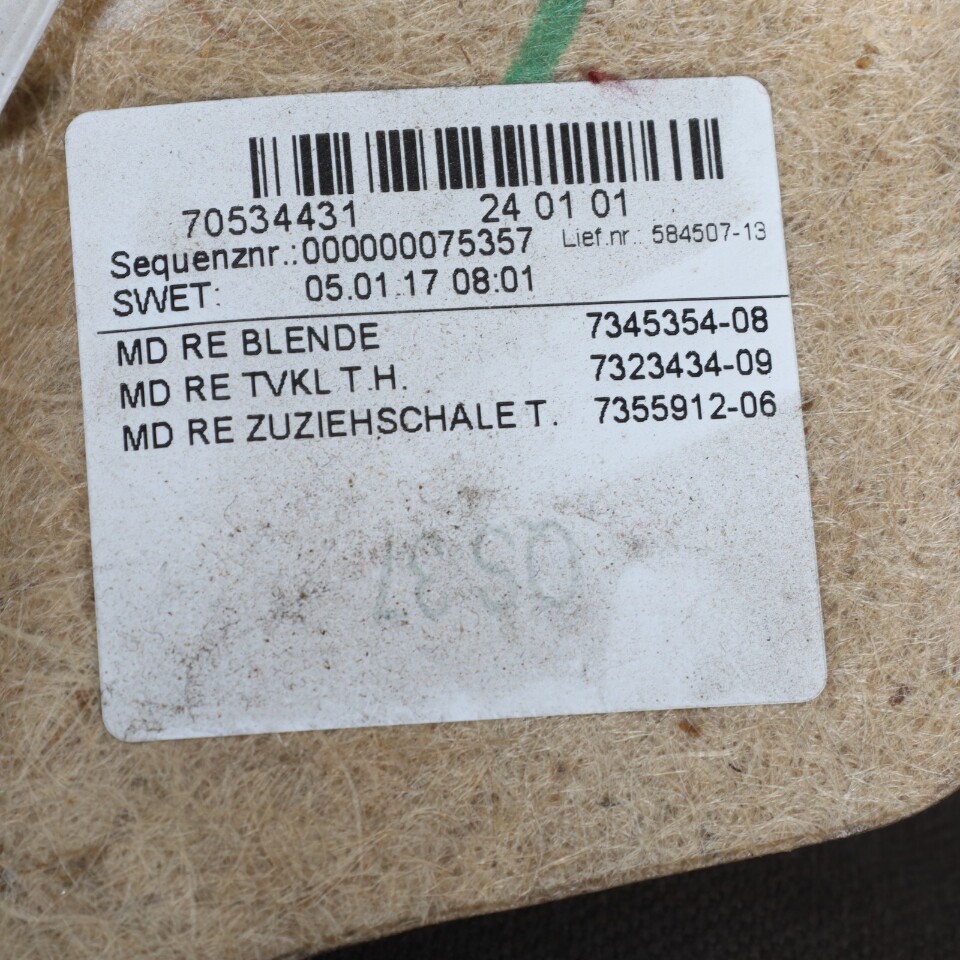 70534431 24 01 01
Sequenznr.:000000075357 Lief.nr.: 584507-13
SWET: 05.01.17 08:01
MD RE BLENDE 7345354-08
MD RE TVKL T.H. 7323434-09
MD RE ZUZIEHSCHALE T. 7355912-06